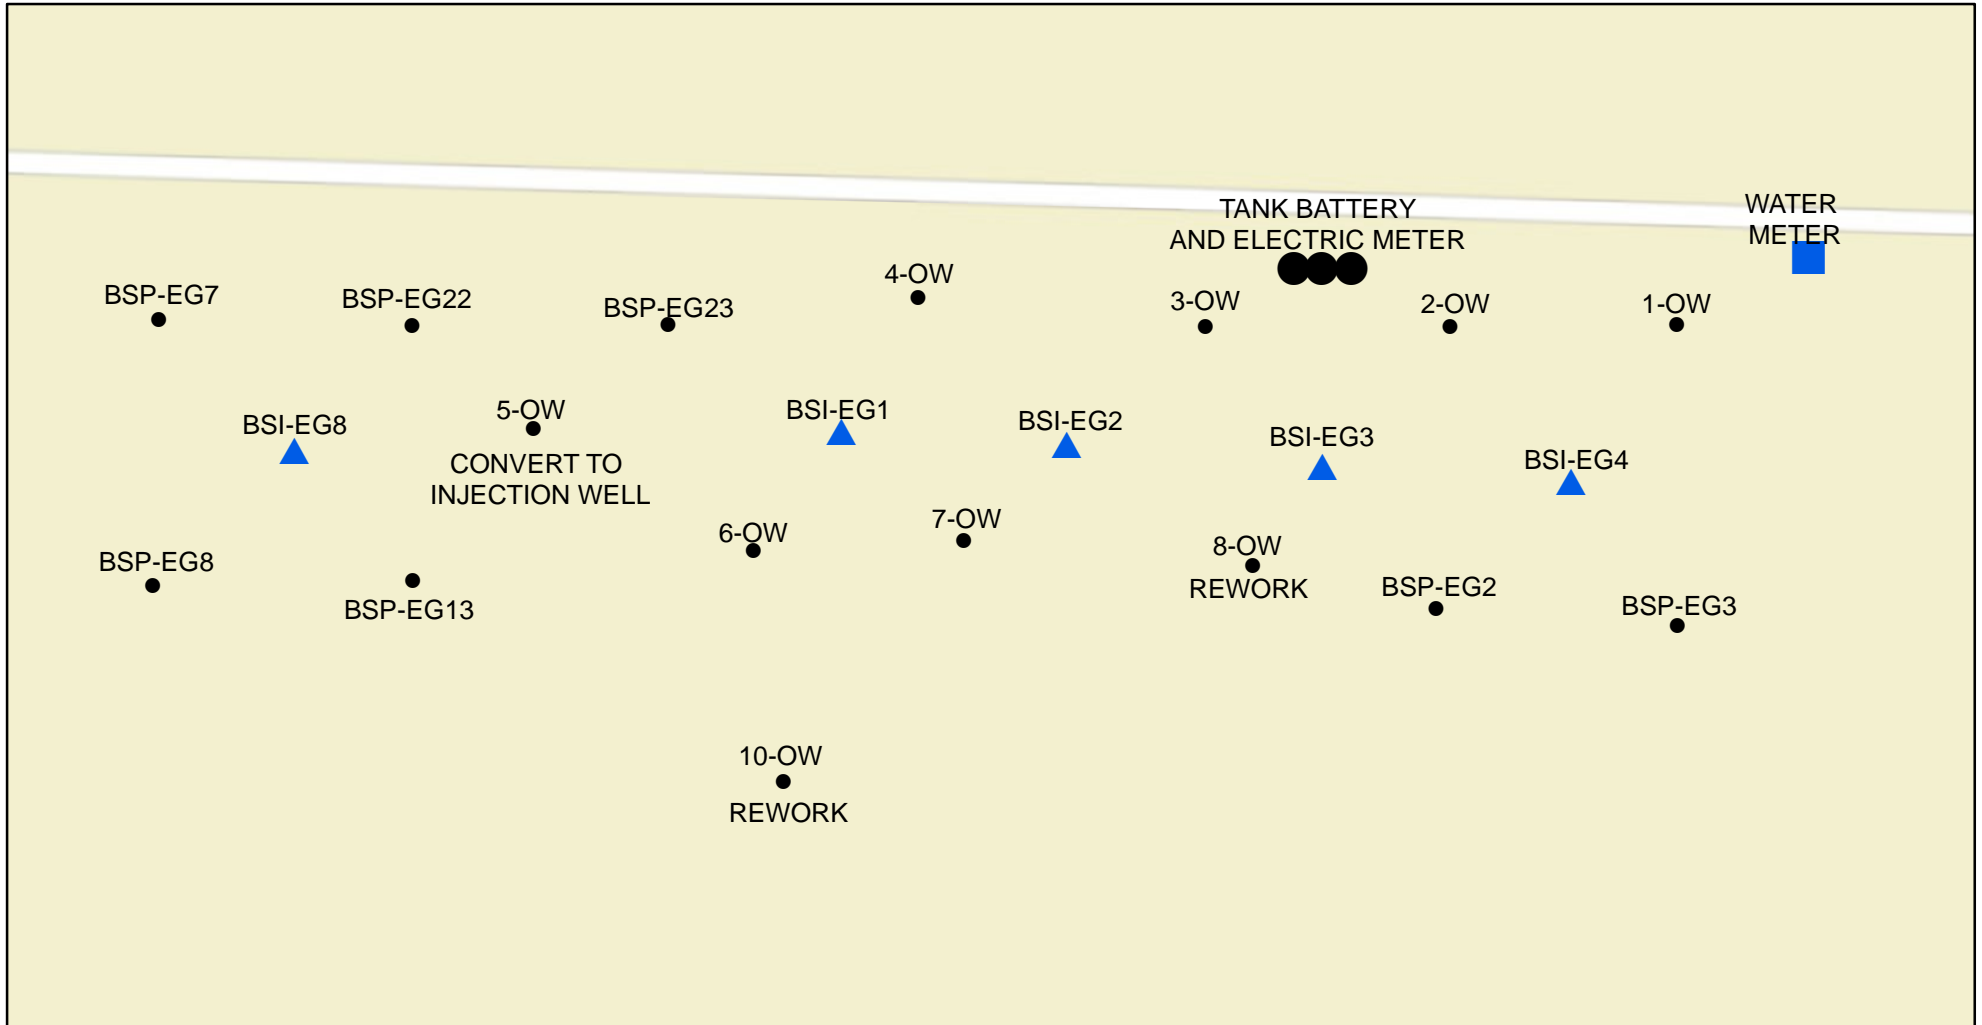 WATER
METER
TANK BATTERY
AND ELECTRIC METER
4-OW
BSP-EG7
BSP-EG22
BSP-EG23
3-OW
2-OW
1-OW
BSI-EG8
5-OW
CONVERT TO
INJECTION WELL
BSI-EG1
BSI-EG2
BSI-EG3
BSI-EG4
6-OW
7-OW
8-OW
REWORK
BSP-EG8
BSP-EG13
BSP-EG2
BSP-EG3
10-OW
REWORK